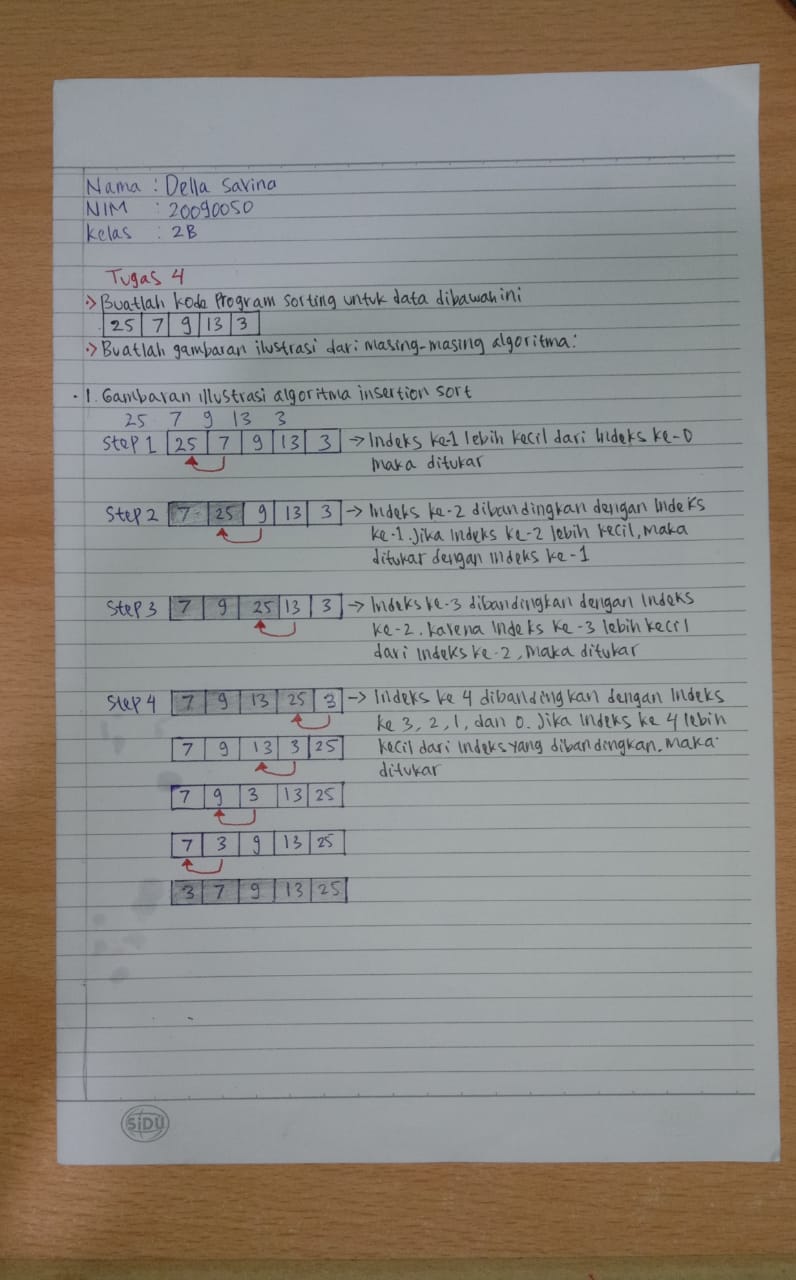 Nama : Della Savina
NIM : 20090050
Kelas : 2B
Tugas 4
> Buatlah kode Program Sorting untuk data dibawah ini
25 7 9 13 3
> Buatlah gambaran ilustrasi dari masing-masing algoritma:
1. Gambaran illustrasi algoritma insertion sort
25 7 9 13 3
Step 1 25 7 9 13 3 → Indeks ke-1 lebih kecil dari Indeks ke-0
maka ditukar
Step 2 7 25 9 13 3 → Indeks ke-2 dibandingkan dengan Indeks
ke-1. Jika Indeks ke-2 lebih kecil, maka
ditukar dengan indeks ke-1
Step 3 7 9 25 13 3 → Indeks ke-3 dibandingkan dengan Indeks
ke-2. Karena Indeks ke-3 lebih kecil
dari indeks ke-2, maka ditukar
Step 4 7 9 13 25 3 → Indeks ke 4 dibandingkan dengan Indeks
ke 3, 2, 1, dan 0. Jika Indeks ke 4 lebih
7 9 13 3 25 kecil dari Indeks yang dibandingkan, maka
ditukar
7 9 3 13 25
7 3 9 13 25
3 7 9 13 25
SiDU